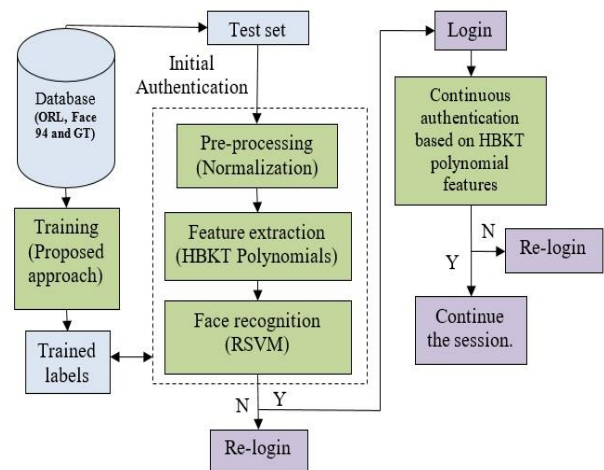 Test set
Login
Initial
Authentication
Database
(ORL, Face
94 and GT)
Pre-processing
(Normalization)
Continuous
authentication
based on HBKT
polynomial
features
Training
(Proposed
approach)
Feature extraction
(HBKT Polynomials)
N
Re-login
Y
Face recognition
(RSVM)
Trained
labels
Continue
the session.
N
Y
Re-login